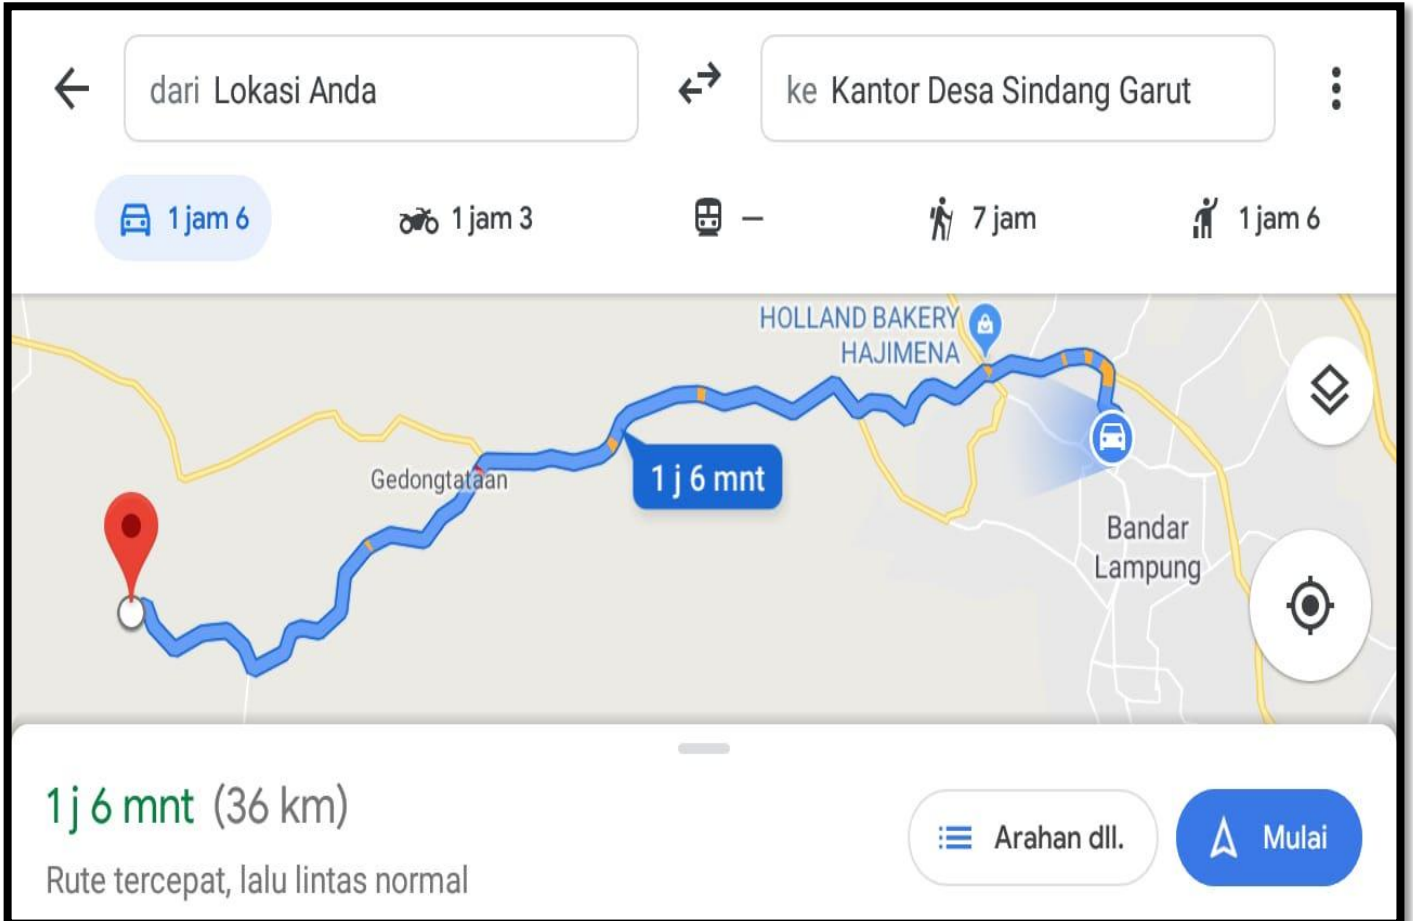 dari Lokasi Anda
ke Kantor Desa Sindang Garut
1 jam 6
1 jam 3
—
7 jam
1 jam 6
HOLLAND BAKERY
HAJIMENA
Gedongtataan
1 j 6 mnt
Bandar
Lampung
1 j 6 mnt (36 km)
Rute tercepat, lalu lintas normal
Arahan dll.
Mulai